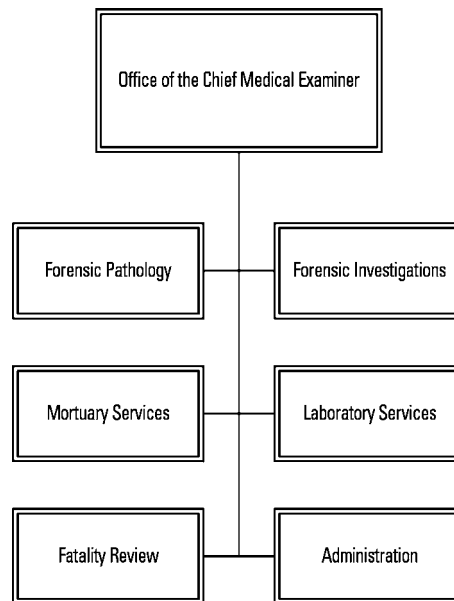 Office of the Chief Medical Examiner
Forensic Pathology
Forensic Investigations
Mortuary Services
Laboratory Services
Fatality Review
Administration